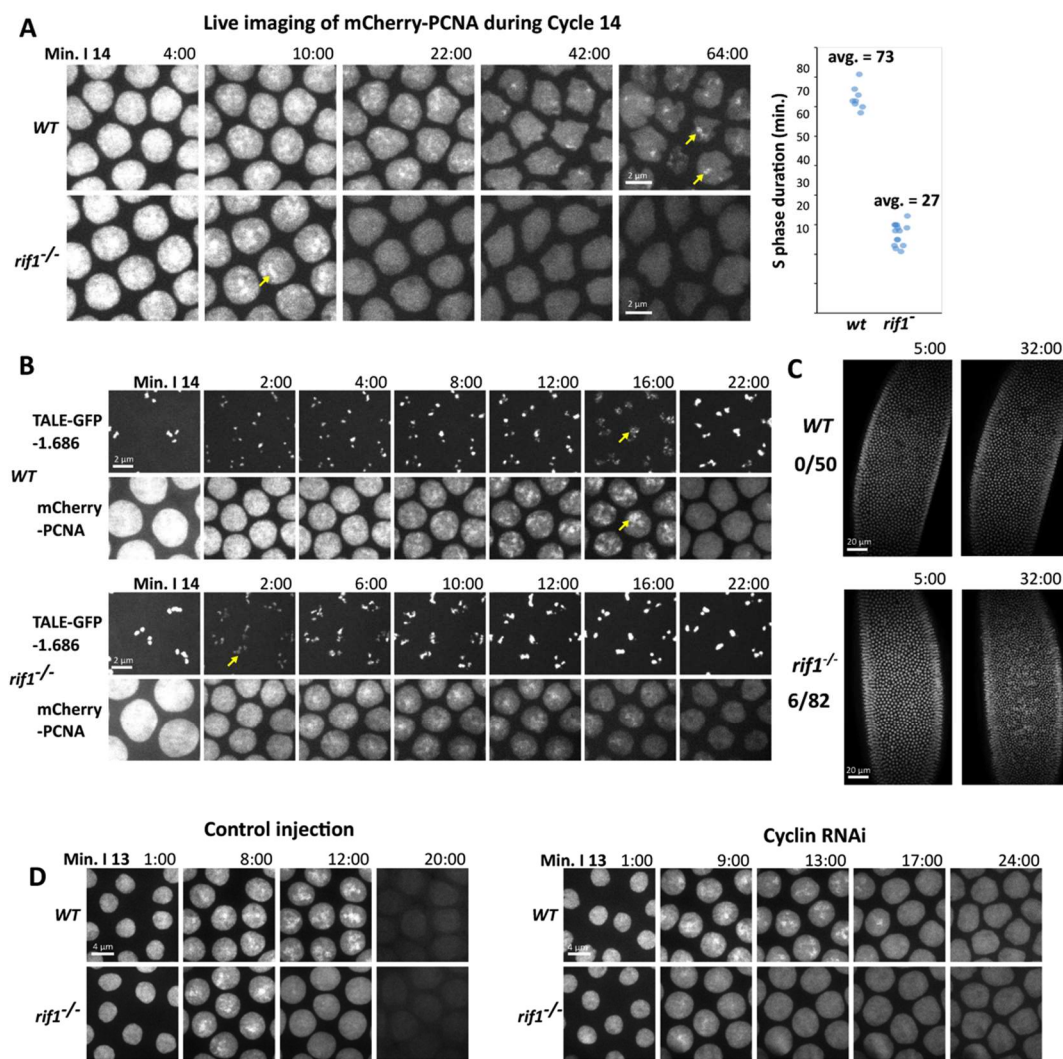 A
Live imaging of mCherry-PCNA during Cycle 14
Min. I 14 4:00 10:00 22:00 42:00 64:00
WT
2 µm
rif1-/-
2 µm
avg. = 73
avg. = 27
S phase duration (min.)
80
70
60
50
40
30
20
10
wt rif1-
B
Min. I 14 2:00 4:00 8:00 12:00 16:00 22:00
TALE-GFP
-1.686
2 µm
WT
mCherry
-PCNA
Min. I 14 2:00 6:00 10:00 12:00 16:00 22:00
TALE-GFP
-1.686
2 µm
rif1-/-
mCherry
-PCNA
C
5:00 32:00
WT
0/50
20 µm
5:00 32:00
rif1-/-
6/82
20 µm
D
Control injection
Min. I 13 1:00 8:00 12:00 20:00
WT
4 µm
rif1-/-
Cyclin RNAi
Min. I 13 1:00 9:00 13:00 17:00 24:00
WT
4 µm
rif1-/-